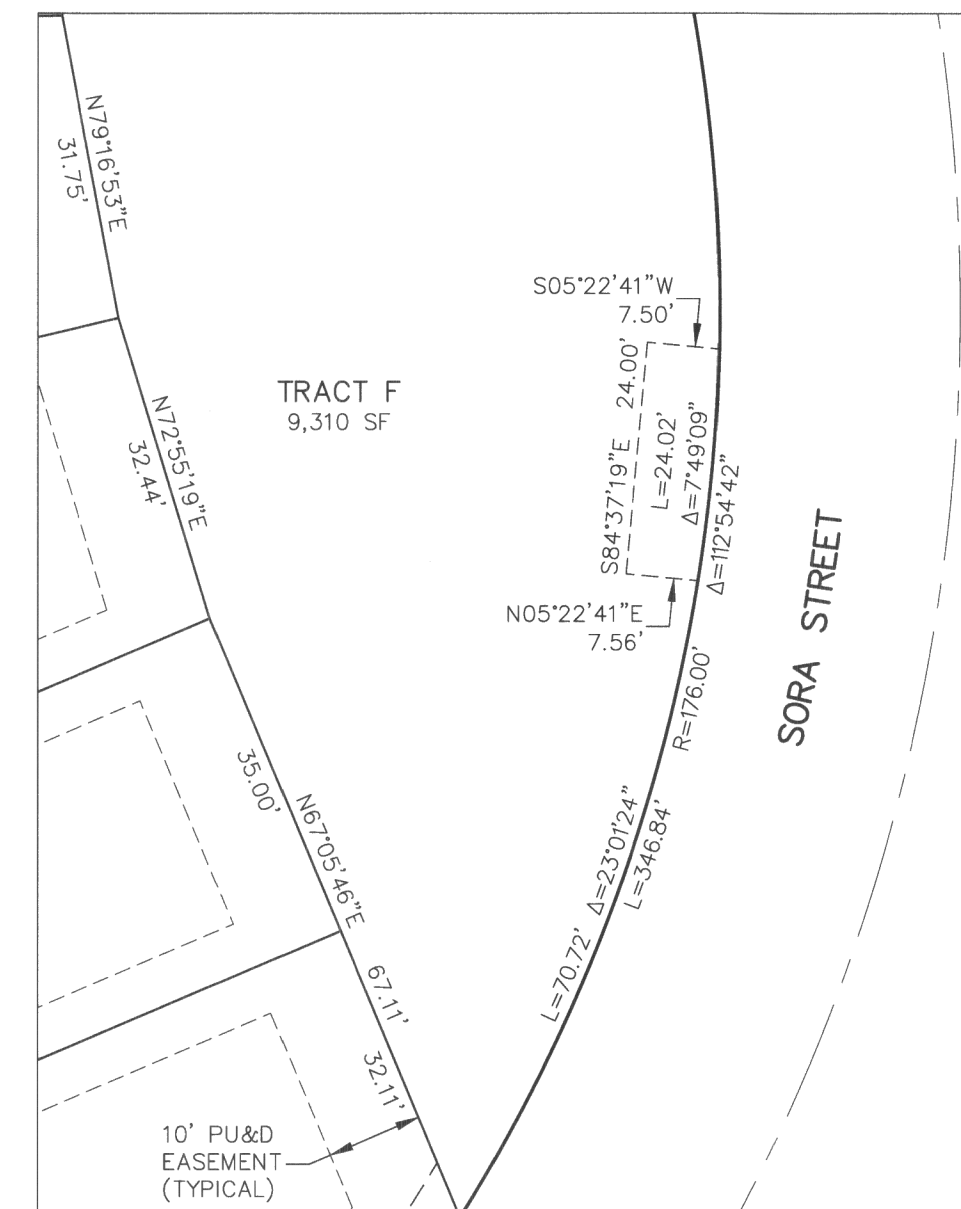 N79°16'53"E
31.75'
S05°22'41"W
7.50'
TRACT F
9,310 SF
N72°55'19"E
32.44'
S84°37'19"E 24.00'
L=24.02'
Δ=7°49'09"
Δ=112°54'42"
N05°22'41"E
7.56'
SORA STREET
R=176.00'
35.00'
N67°05'46"E
67.11'
32.11'
Δ=23°01'24"
L=346.84'
L=70.72'
10' PU&D
EASEMENT
(TYPICAL)